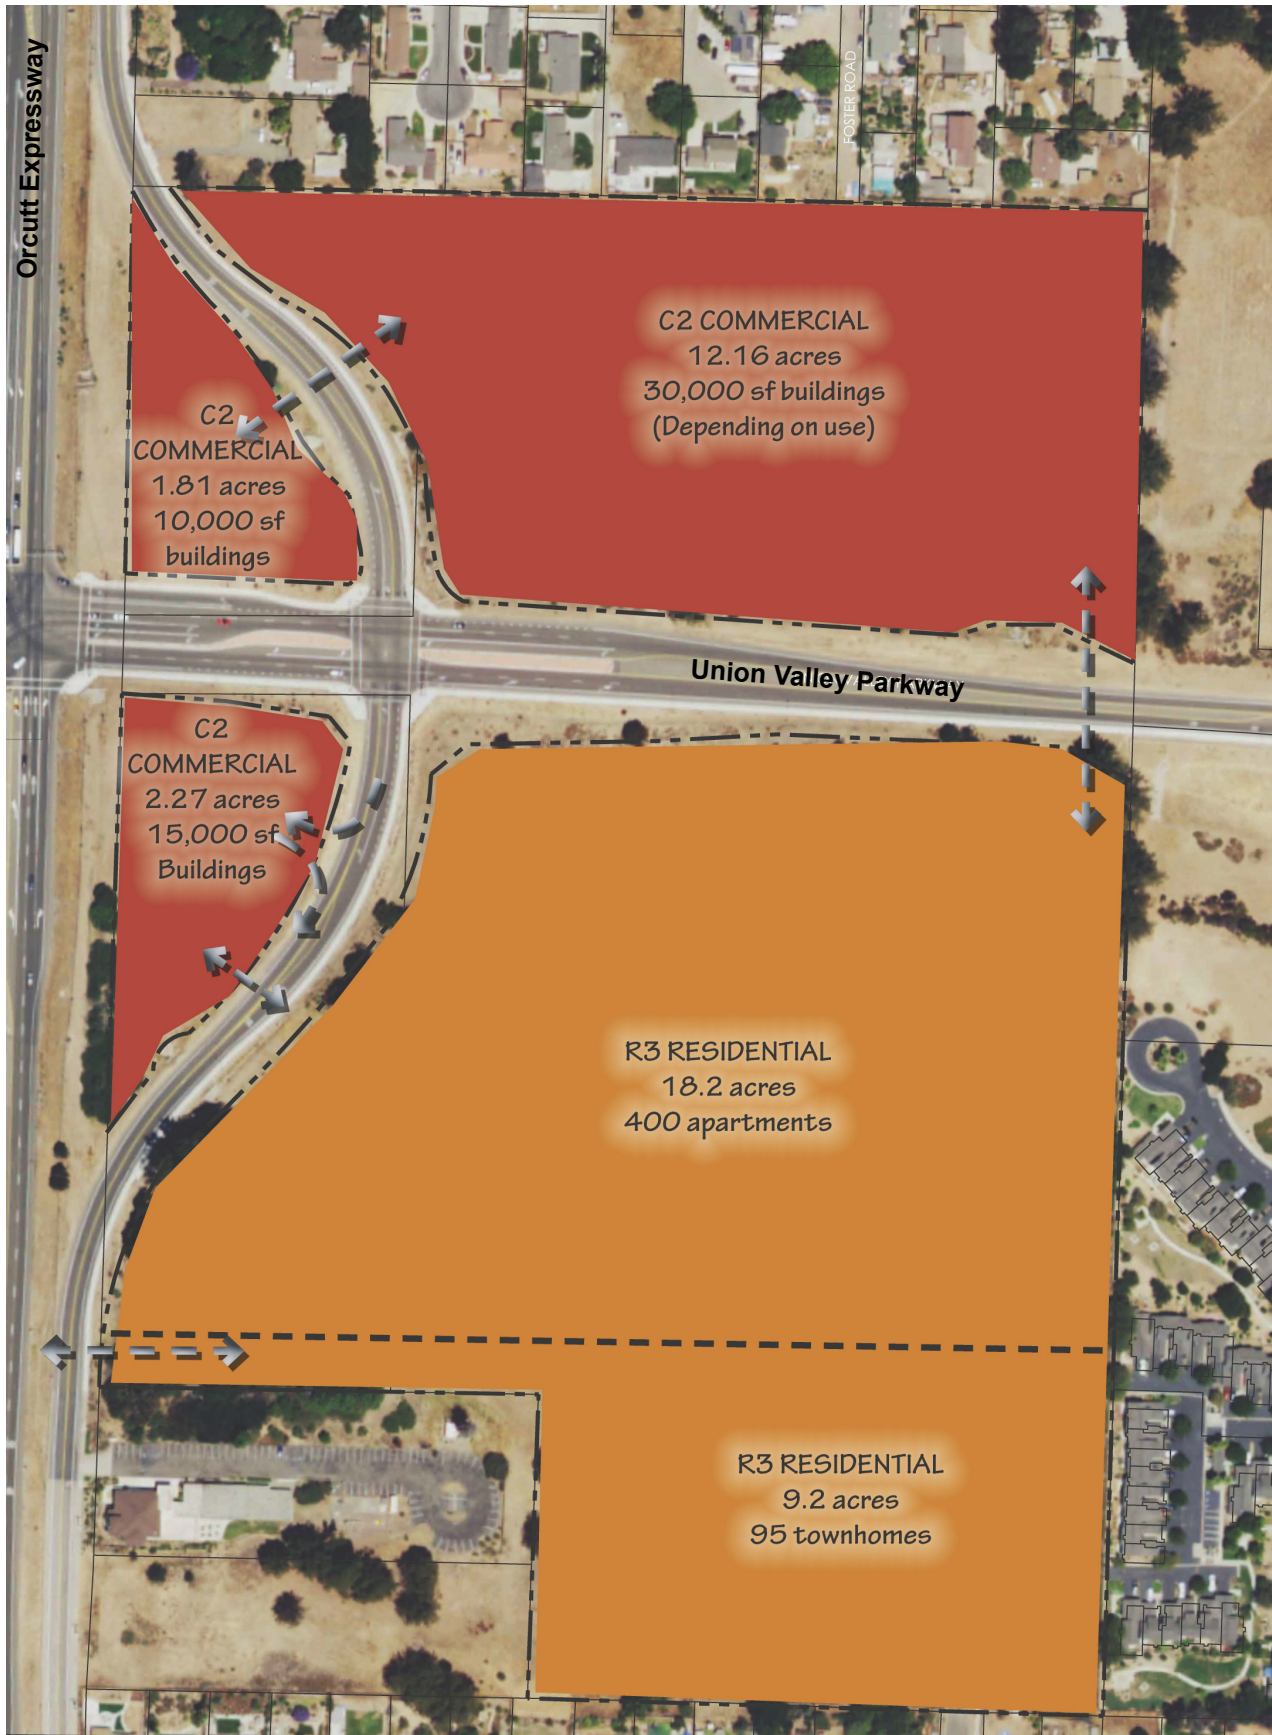 Orcutt Expressway
FOSTER ROAD
C2 COMMERCIAL
12.16 acres
30,000 sf buildings
(Depending on use)
C2
COMMERCIAL
1.81 acres
10,000 sf
buildings
Union Valley Parkway
C2
COMMERCIAL
2.27 acres
15,000 sf
Buildings
R3 RESIDENTIAL
18.2 acres
400 apartments
R3 RESIDENTIAL
9.2 acres
95 townhomes